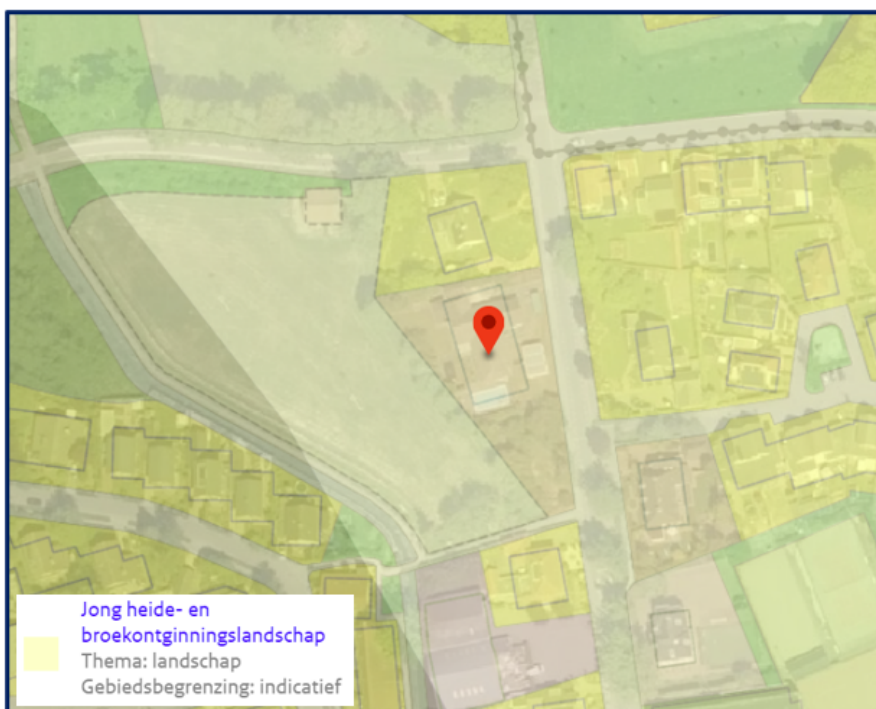 Jong heide- en
broekontginningslandschap
Thema: landschap
Gebiedsbegrenzing: indicatief